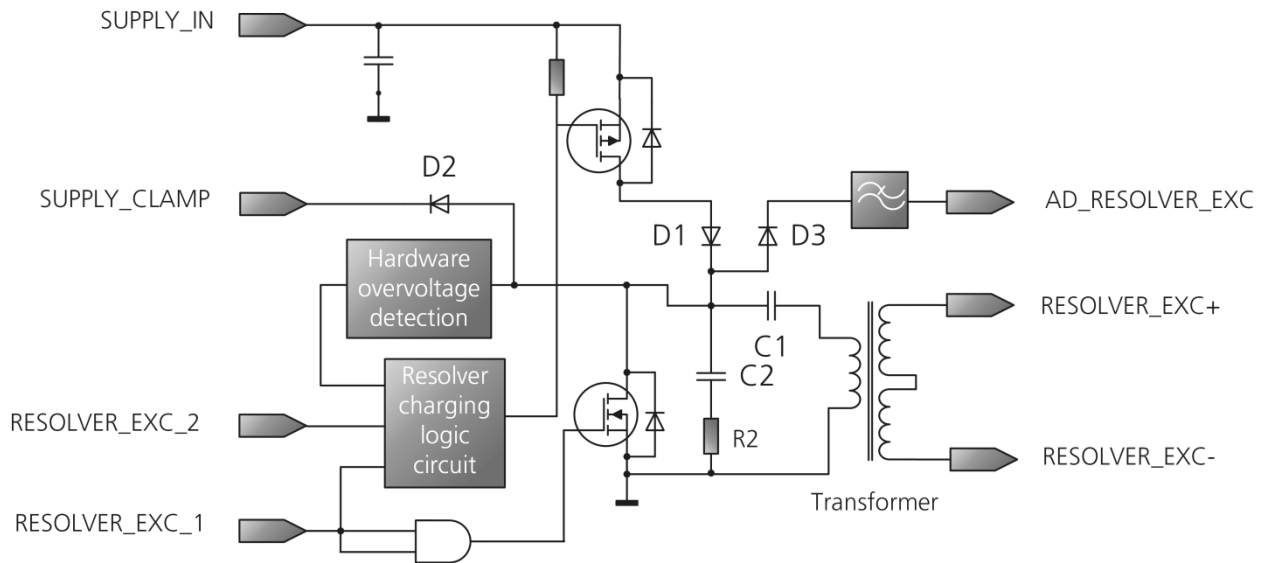 SUPPLY_IN
D2
SUPPLY_CLAMP
AD_RESOLVER_EXC
D1
D3
Hardware
overvoltage
detection
RESOLVER_EXC+
C1
C2
Resolver
charging
logic
circuit
RESOLVER_EXC_2
R2
RESOLVER_EXC-
Transformer
RESOLVER_EXC_1